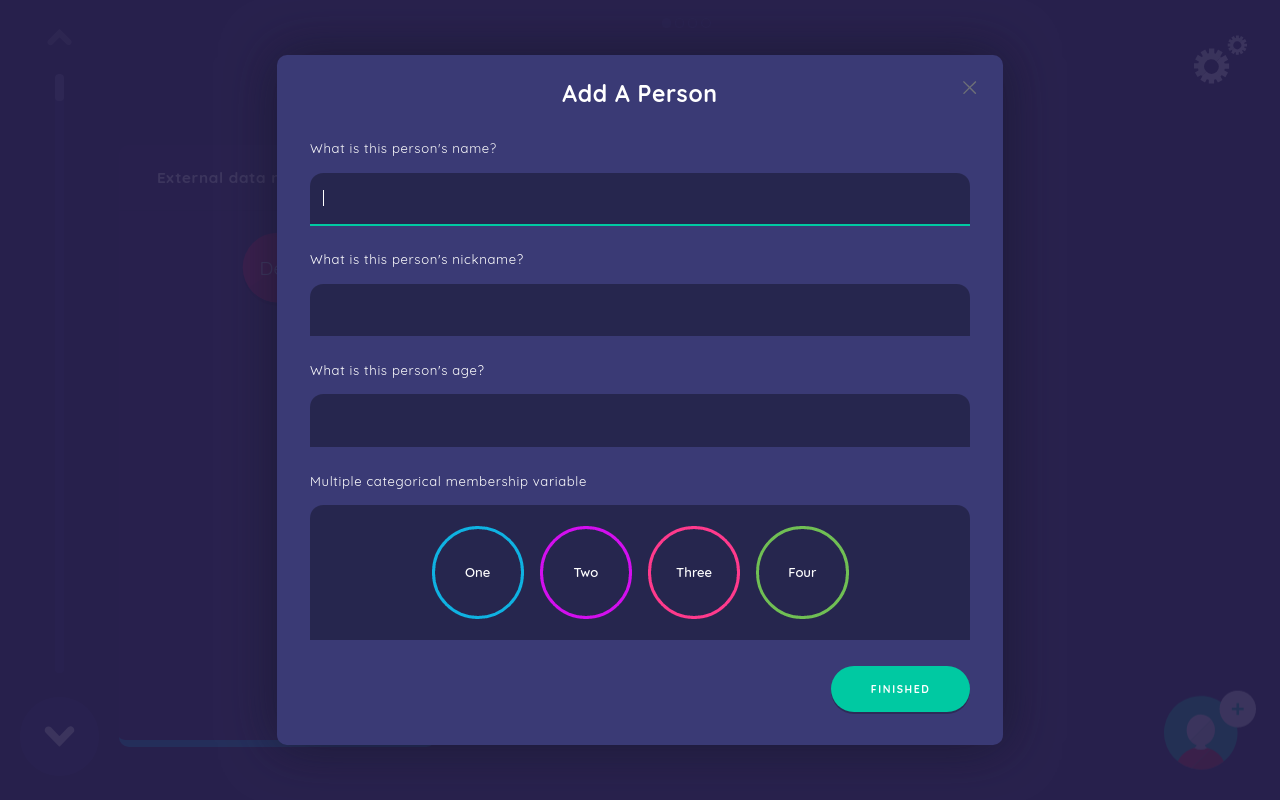 Add A Person
What is this person's name?
External data
What is this person's nickname?
What is this person's age?
Multiple categorical membership variable
One Two Three Four
FINISHED